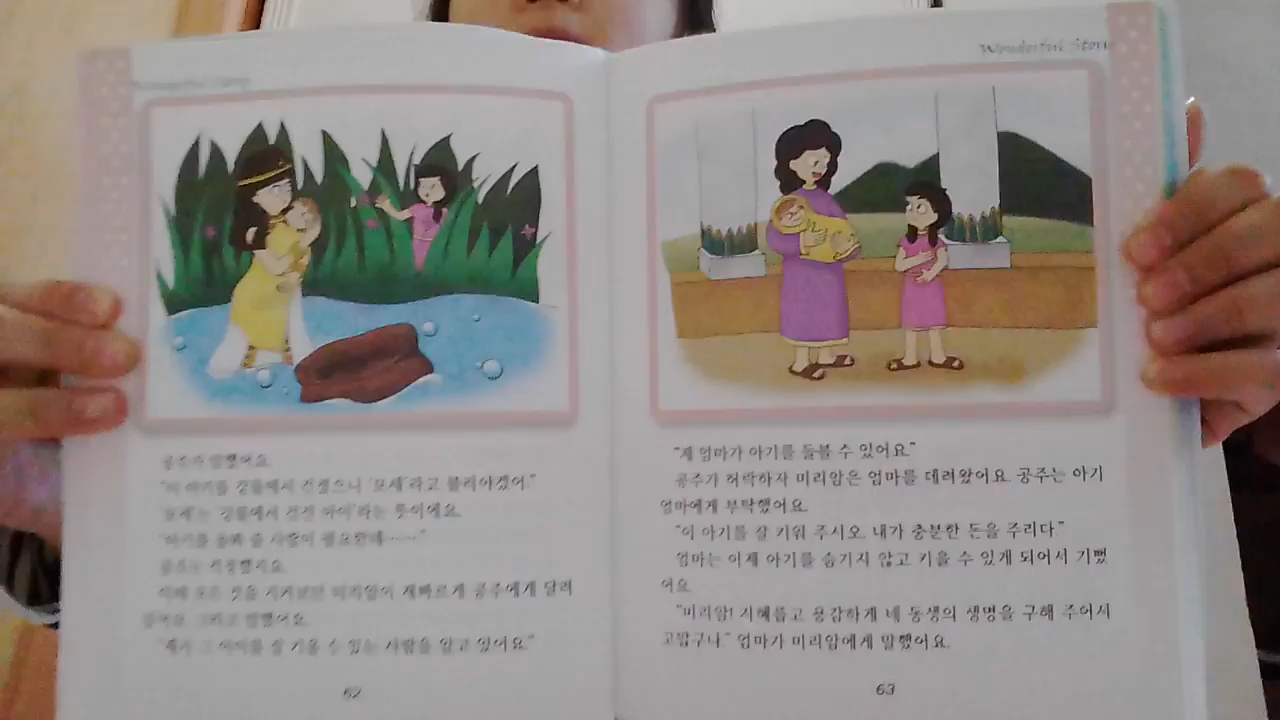 Wonderful Story
공주가 말했어요.
"이 아기를 강물에서 건졌으니 '모세'라고 불러야겠어."
'모세'는 '강물에서 건진 아이'라는 뜻이에요.
"아기를 돌봐 줄 사람이 필요한데……"
공주는 걱정했지요.
이때 모든 것을 지켜보던 미리암이 재빠르게 공주에게 달려
갔어요. 그리고 말했어요.
"제가 그 아이를 잘 키울 수 있는 사람을 알고 있어요."
62
Wonderful Stori
"제 엄마가 아기를 돌볼 수 있어요."
공주가 허락하자 미리암은 엄마를 데려왔어요. 공주는 아기
엄마에게 부탁했어요.
"이 아기를 잘 키워 주시오. 내가 충분한 돈을 주리다."
엄마는 이제 아기를 숨기지 않고 키울 수 있게 되어서 기뻤
어요.
"미리암! 지혜롭고 용감하게 네 동생의 생명을 구해 주어서
고맙구나." 엄마가 미리암에게 말했어요.
63